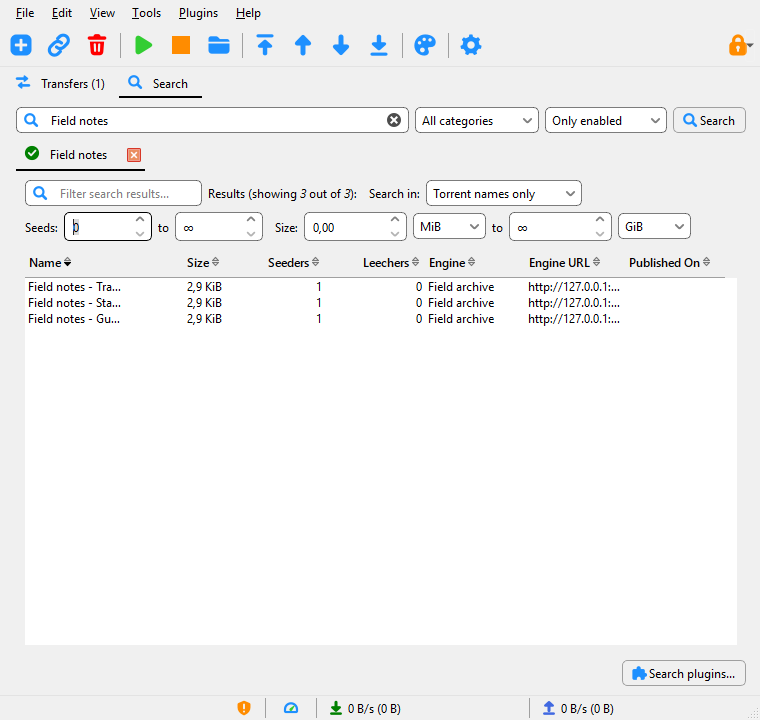 File Edit View Tools Plugins Help
Transfers (1) Search
Field notes All categories Only enabled Search
Field notes
Filter search results... Results (showing 3 out of 3): Search in: Torrent names only
Seeds: 0 to ∞ Size: 0,00 MiB to ∞ GiB
Name Size Seeders Leechers Engine Engine URL Published On
Field notes - Tra... 2,9 KiB 1 0 Field archive http://127.0.0.1:...
Field notes - Sta... 2,9 KiB 1 0 Field archive http://127.0.0.1:...
Field notes - Gu... 2,9 KiB 1 0 Field archive http://127.0.0.1:...
Search plugins...
0 B/s (0 B) 0 B/s (0 B)